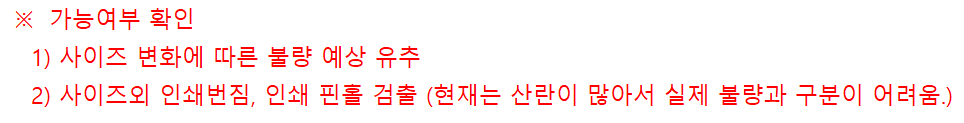 ※ 가능여부 확인
1) 사이즈 변화에 따른 불량 예상 유추
2) 사이즈외 인쇄번짐, 인쇄 핀홀 검출 (현재는 산란이 많아서 실제 불량과 구분이 어려움.)